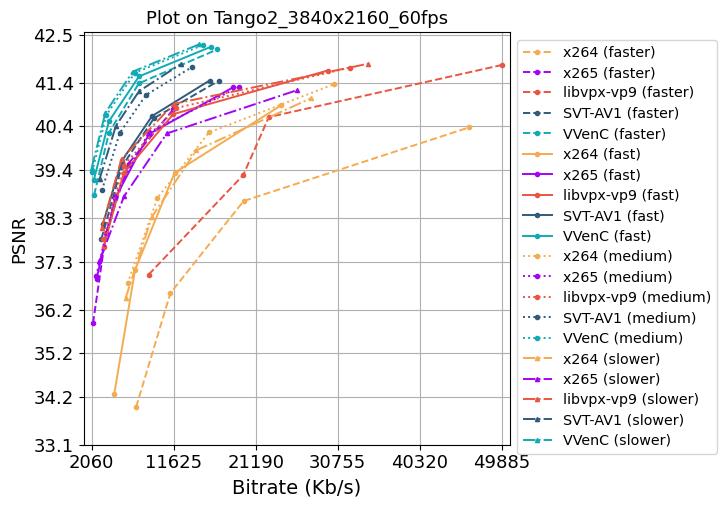 Plot on Tango2_3840x2160_60fps
42.5
41.4
40.4
39.4
38.3
37.3
36.2
35.2
34.2
33.1
PSNR
2060 11625 21190 30755 40320 49885
Bitrate (Kb/s)
x264 (faster)
x265 (faster)
libvpx-vp9 (faster)
SVT-AV1 (faster)
VVenC (faster)
x264 (fast)
x265 (fast)
libvpx-vp9 (fast)
SVT-AV1 (fast)
VVenC (fast)
x264 (medium)
x265 (medium)
libvpx-vp9 (medium)
SVT-AV1 (medium)
VVenC (medium)
x264 (slower)
x265 (slower)
libvpx-vp9 (slower)
SVT-AV1 (slower)
VVenC (slower)